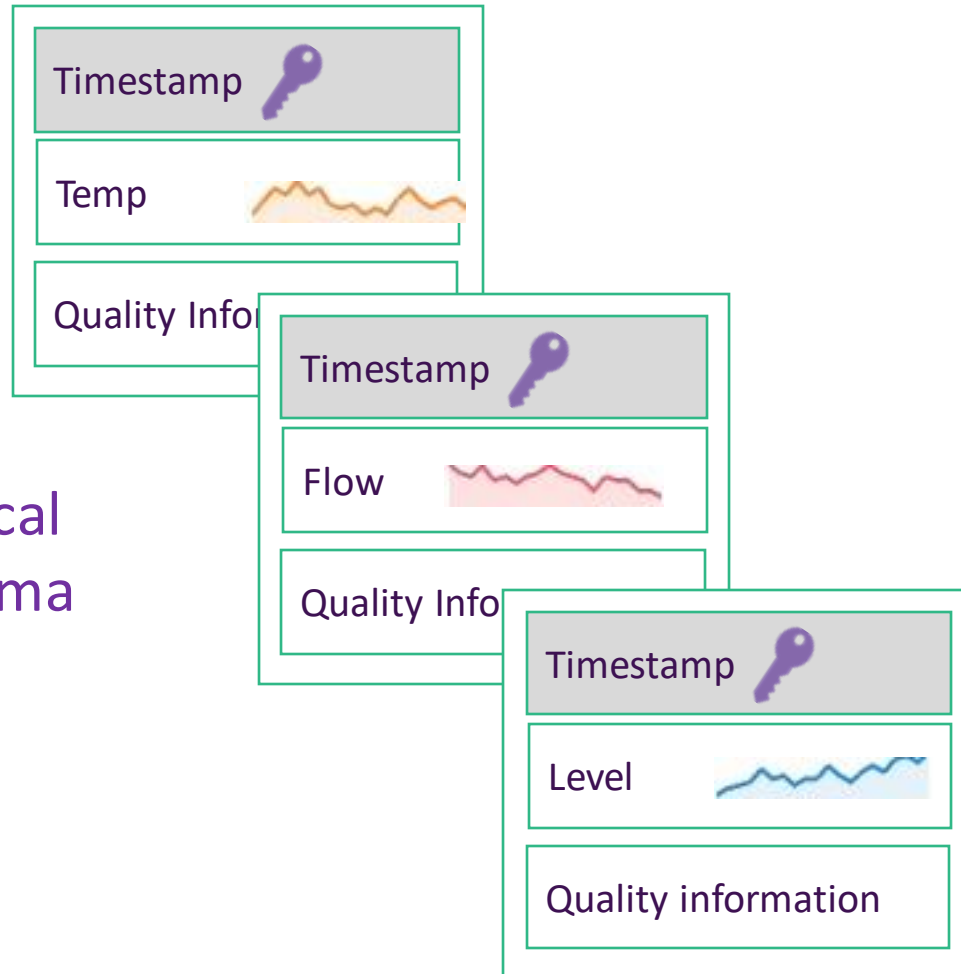 Timestamp
Temp
Quality Infor
Timestamp
Flow
cal
ma
Quality Info
Timestamp
Level
Quality information